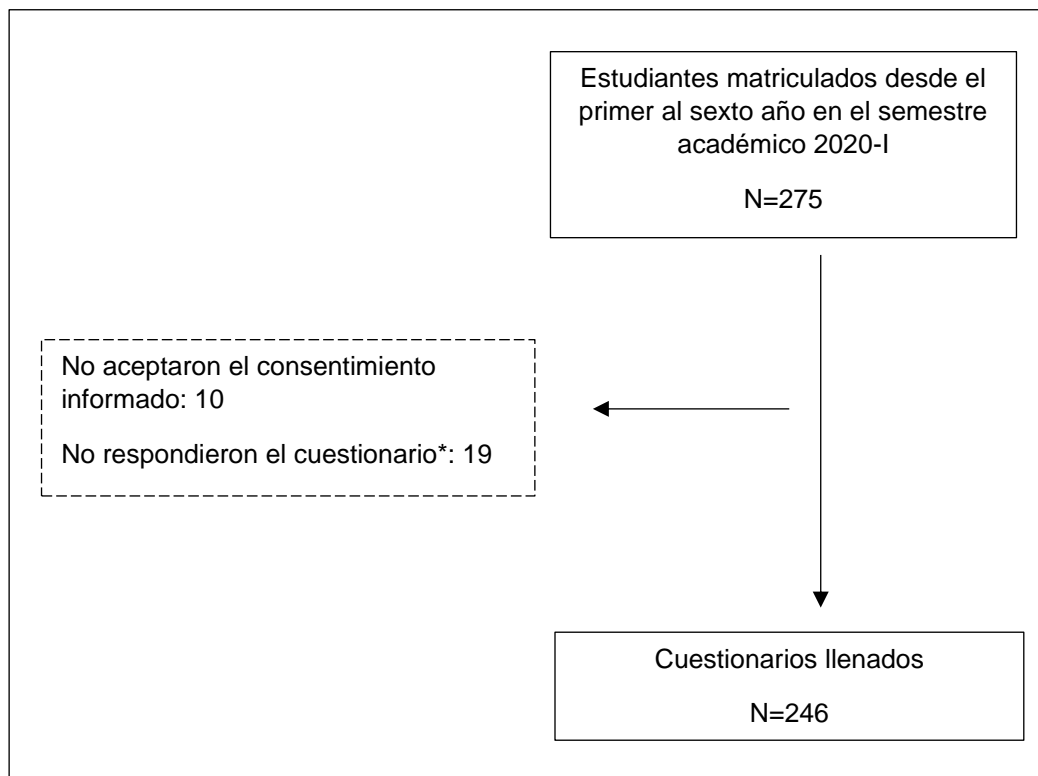 Estudiantes matriculados desde el
primer al sexto año en el semestre
académico 2020-I
N=275
No aceptaron el consentimiento
informado: 10
No respondieron el cuestionario*: 19
Cuestionarios llenados
N=246